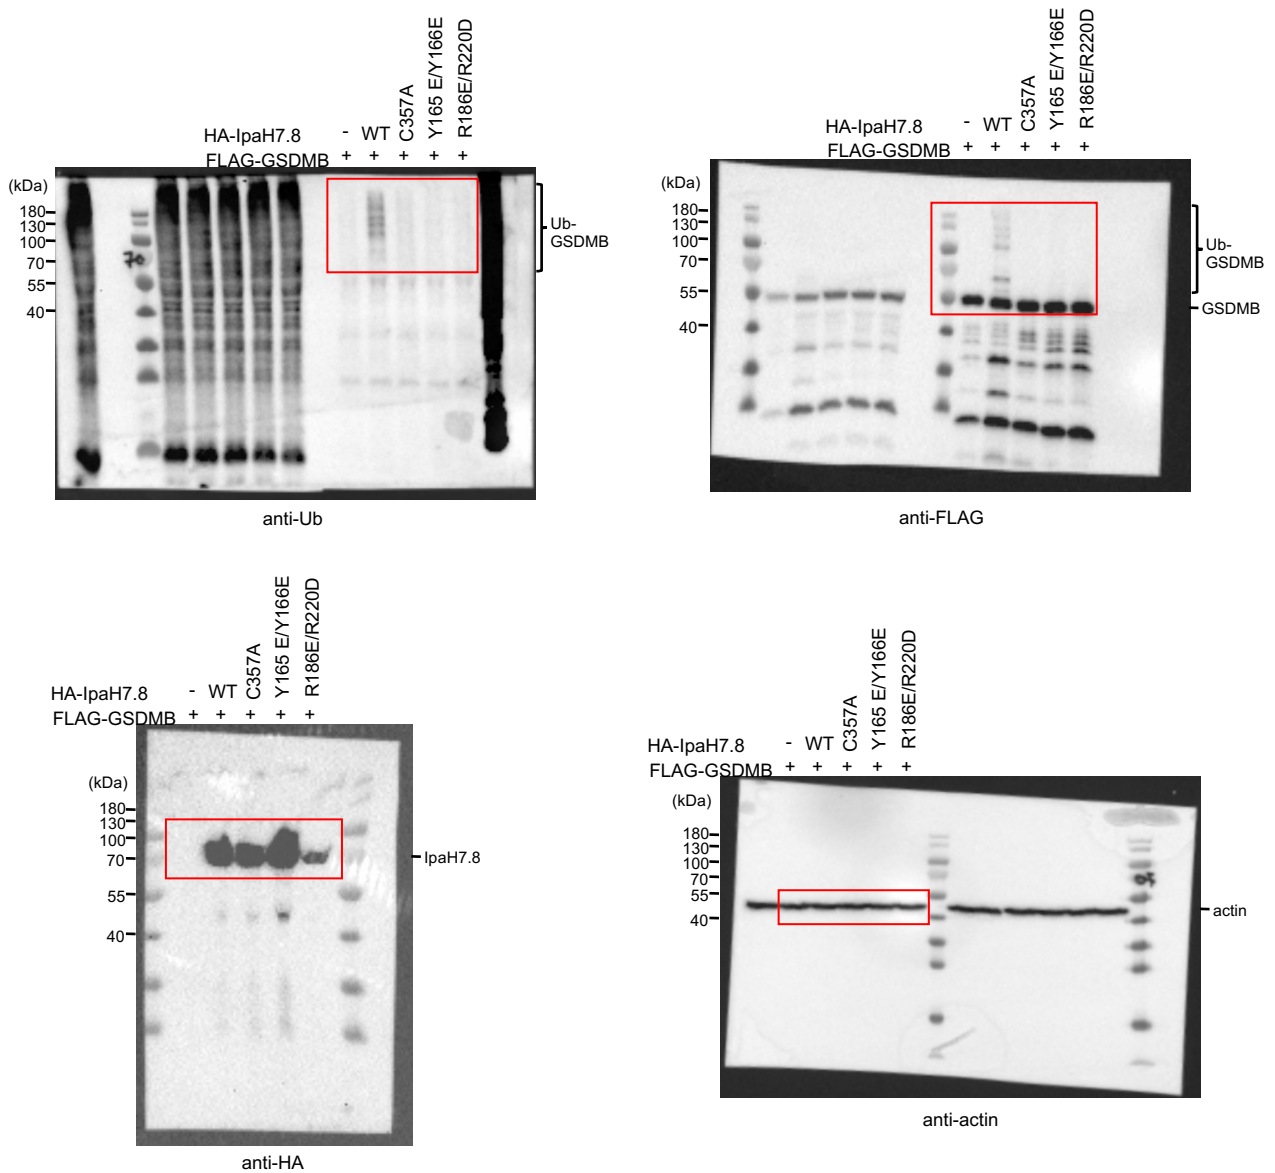 HA-IpaH7.8 - WT C357A Y165 E/Y166E R186E/R220D
FLAG-GSDMB + + + + +
(kDa)
180
130
100
70
55
40
Ub-
GSDMB
anti-Ub
HA-IpaH7.8 - WT C357A Y165 E/Y166E R186E/R220D
FLAG-GSDMB + + + + +
(kDa)
180
130
100
70
55
40
Ub-
GSDMB
GSDMB
anti-FLAG
HA-IpaH7.8 - WT C357A Y165 E/Y166E R186E/R220D
FLAG-GSDMB + + + + +
(kDa)
180
130
100
70
55
40
IpaH7.8
anti-HA
HA-IpaH7.8 - WT C357A Y165 E/Y166E R186E/R220D
FLAG-GSDMB + + + + +
(kDa)
180
130
100
70
55
40
actin
anti-actin